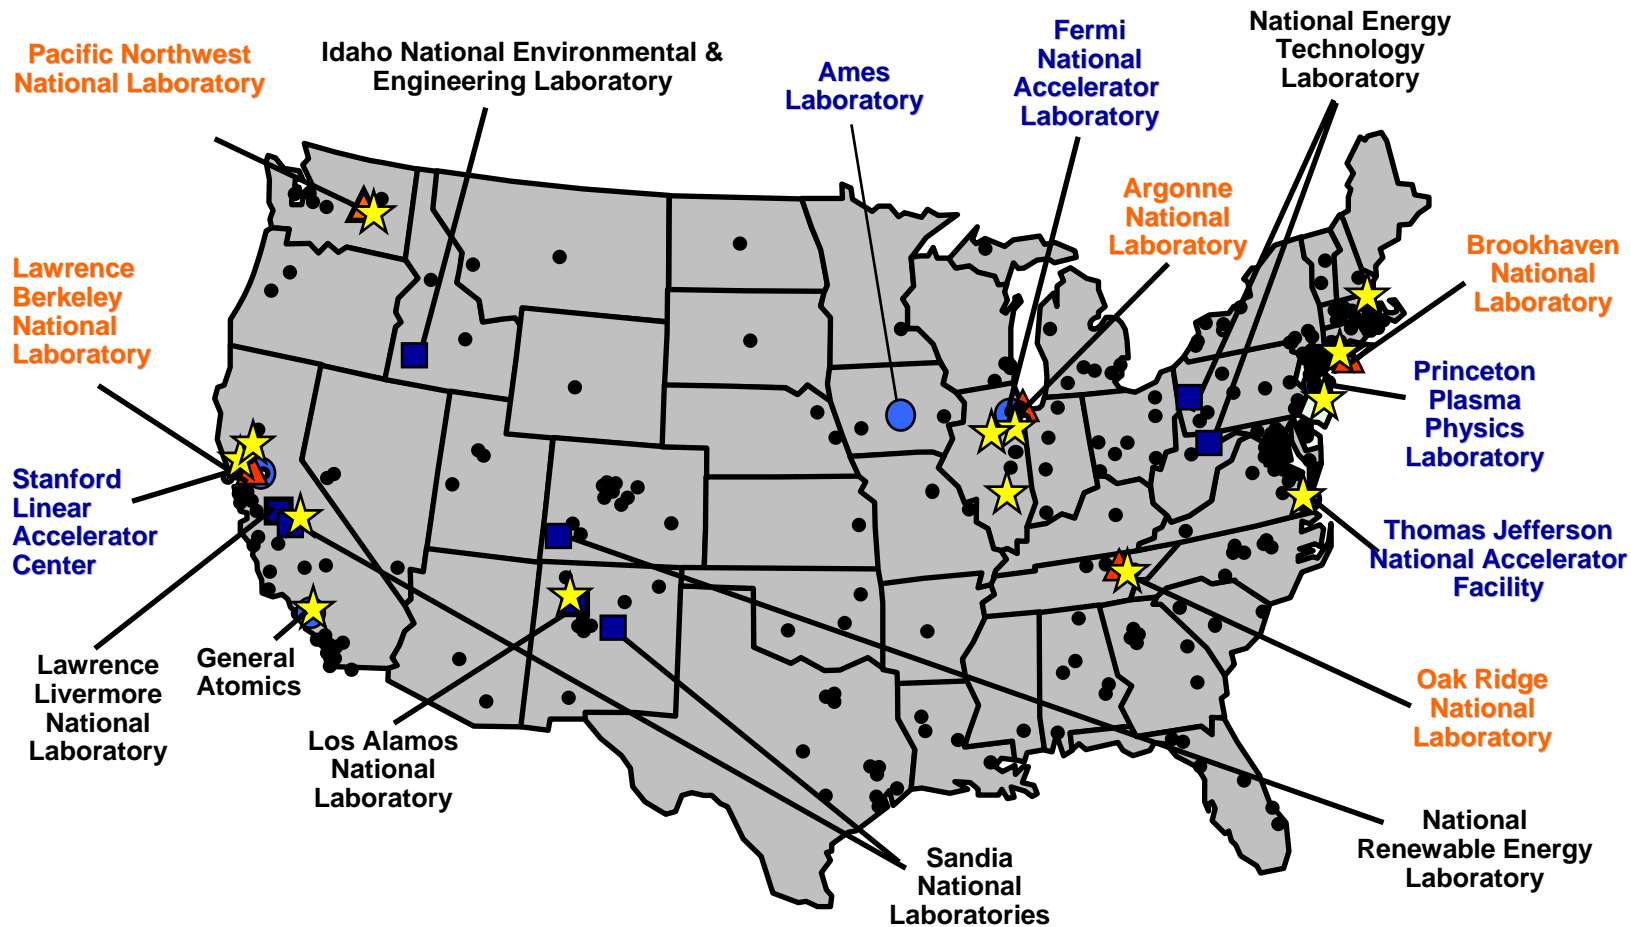 Pacific Northwest
National Laboratory
Idaho National Environmental &
Engineering Laboratory
Ames
Laboratory
Fermi
National
Accelerator
Laboratory
National Energy
Technology
Laboratory
Argonne
National
Laboratory
Brookhaven
National
Laboratory
Lawrence
Berkeley
National
Laboratory
Princeton
Plasma
Physics
Laboratory
Stanford
Linear
Accelerator
Center
Thomas Jefferson
National Accelerator
Facility
Lawrence
Livermore
National
Laboratory
General
Atomics
Los Alamos
National
Laboratory
Oak Ridge
National
Laboratory
Sandia
National
Laboratories
National
Renewable Energy
Laboratory